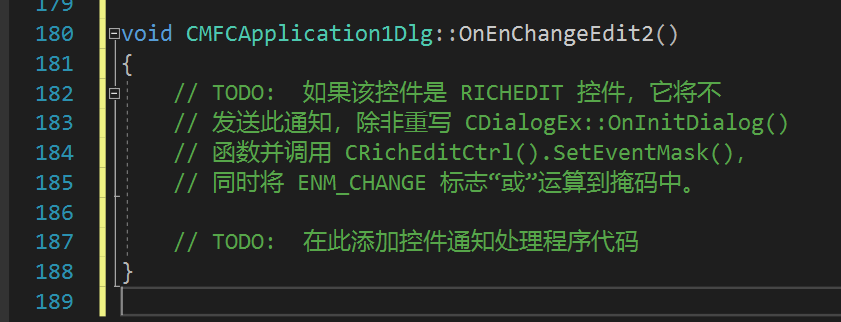 179
180 void CMFCApplication1Dlg::OnEnChangeEdit2()
181 {
182 // TODO: 如果该控件是 RICHEDIT 控件，它将不
183 // 发送此通知，除非重写 CDialogEx::OnInitDialog()
184 // 函数并调用 CRichEditCtrl().SetEventMask()，
185 // 同时将 ENM_CHANGE 标志“或”运算到掩码中。
186
187 // TODO: 在此添加控件通知处理程序代码
188 }
189